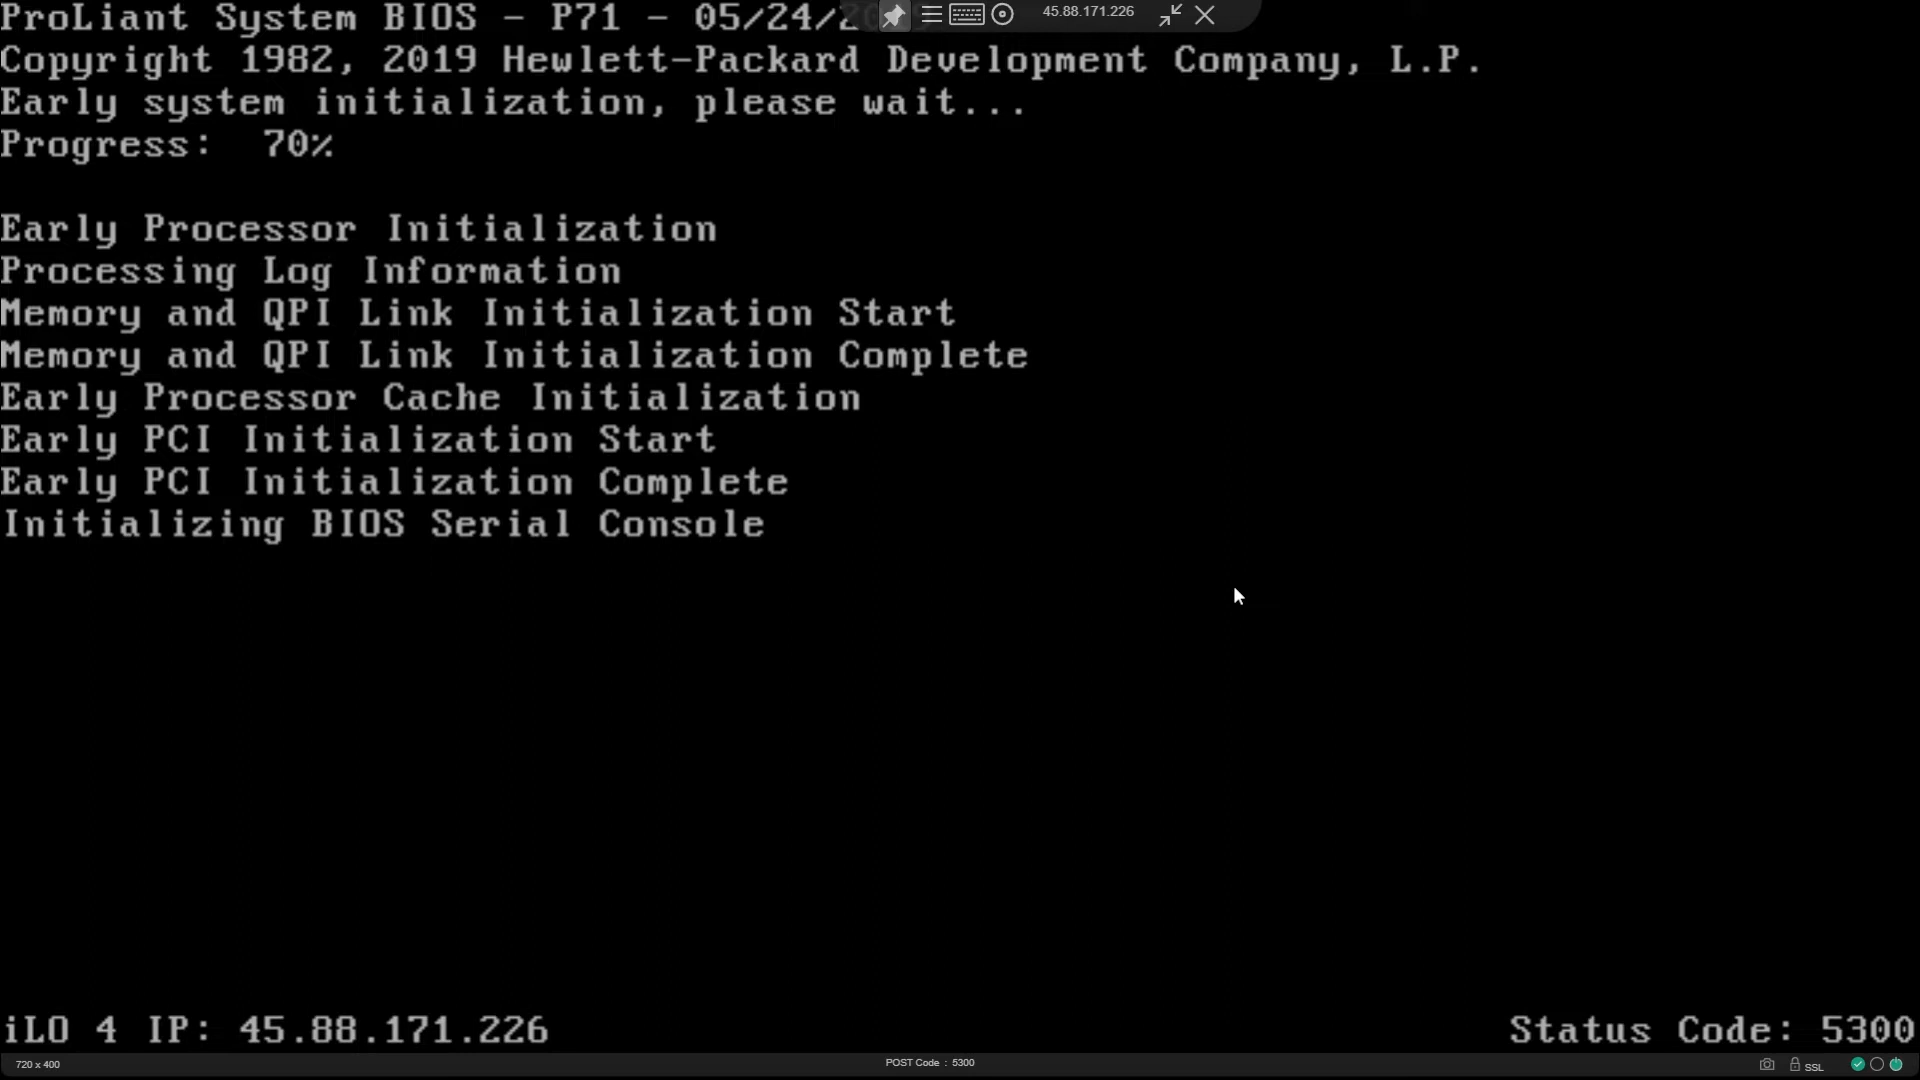 ProLiant System BIOS - P71 - 05/24/
45.88.171.226
Copyright 1982, 2019 Hewlett-Packard Development Company, L.P.
Early system initialization, please wait...
Progress:  70%
Early Processor Initialization
Processing Log Information
Memory and QPI Link Initialization Start
Memory and QPI Link Initialization Complete
Early Processor Cache Initialization
Early PCI Initialization Start
Early PCI Initialization Complete
Initializing BIOS Serial Console
iLO 4 IP: 45.88.171.226
Status Code: 5300
720 x 400
POST Code : 5300
SSL